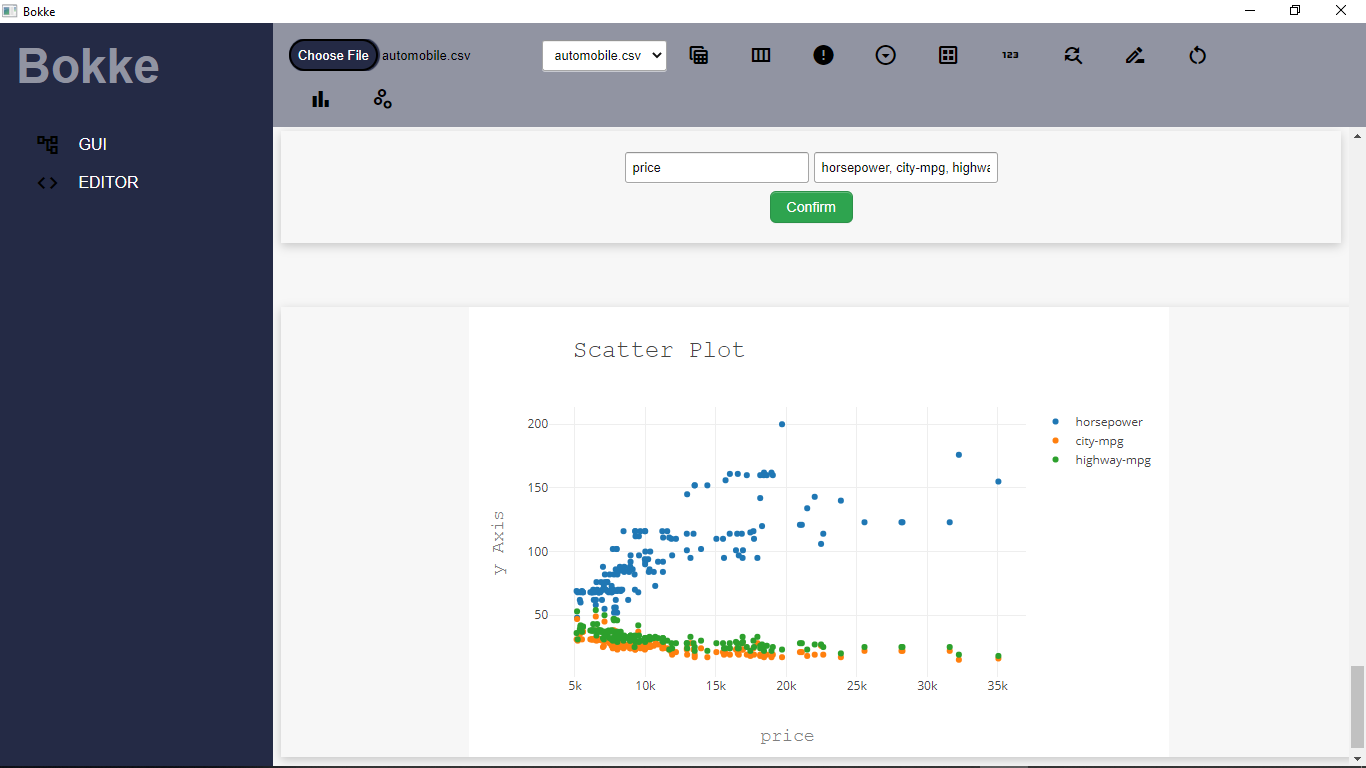 Bokke
Bokke
GUI
EDITOR
Choose File automobile.csv
automobile.csv
123
price
horsepower, city-mpg, highwa
Confirm
Scatter Plot
horsepower
city-mpg
highway-mpg
y Axis
200
150
100
50
5k 10k 15k 20k 25k 30k 35k
price